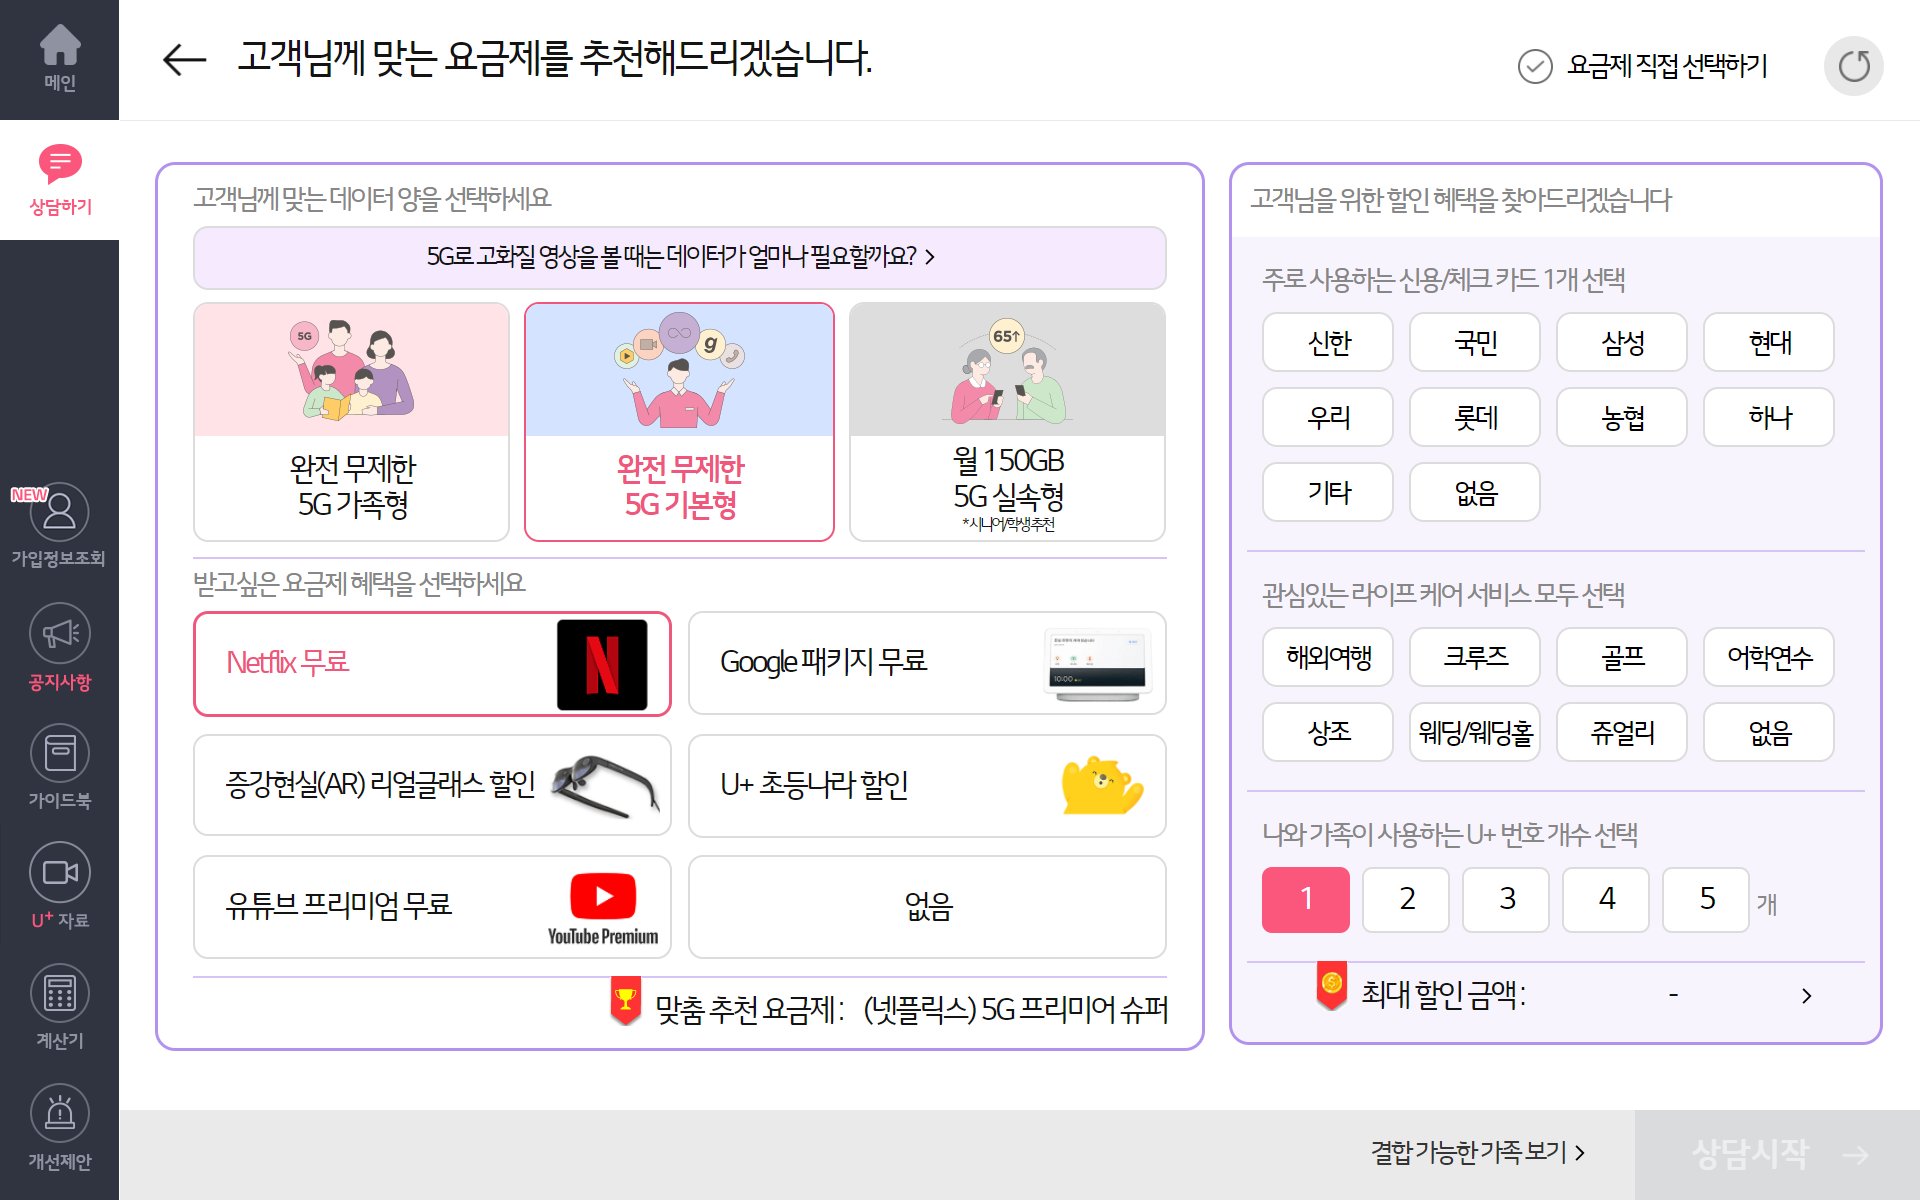 메인
상담하기
NEW
가입정보조회
공지사항
가이드북
U+ 자료
계산기
개선제안
고객님께 맞는 요금제를 추천해드리겠습니다.
요금제 직접 선택하기
고객님께 맞는 데이터 양을 선택하세요
5G로 고화질 영상을 볼 때는 데이터가 얼마나 필요할까요? >
5G
g
65↑
완전 무제한
5G 가족형
완전 무제한
5G 기본형
월 150GB
5G 실속형
*시니어/학생추천
받고싶은 요금제 혜택을 선택하세요
Netflix 무료
N
Google 패키지 무료
10:00
증강현실(AR) 리얼글래스 할인
U+ 초등나라 할인
유튜브 프리미엄 무료
YouTube Premium
없음
맞춤 추천 요금제 : (넷플릭스) 5G 프리미어 슈퍼
고객님을 위한 할인 혜택을 찾아드리겠습니다
주로 사용하는 신용/체크 카드 1개 선택
신한 국민 삼성 현대
우리 롯데 농협 하나
기타 없음
관심있는 라이프 케어 서비스 모두 선택
해외여행 크루즈 골프 어학연수
상조 웨딩/웨딩홀 쥬얼리 없음
나와 가족이 사용하는 U+ 번호 개수 선택
1 2 3 4 5 개
최대 할인 금액 : - >
결합 가능한 가족 보기 >
상담시작 →